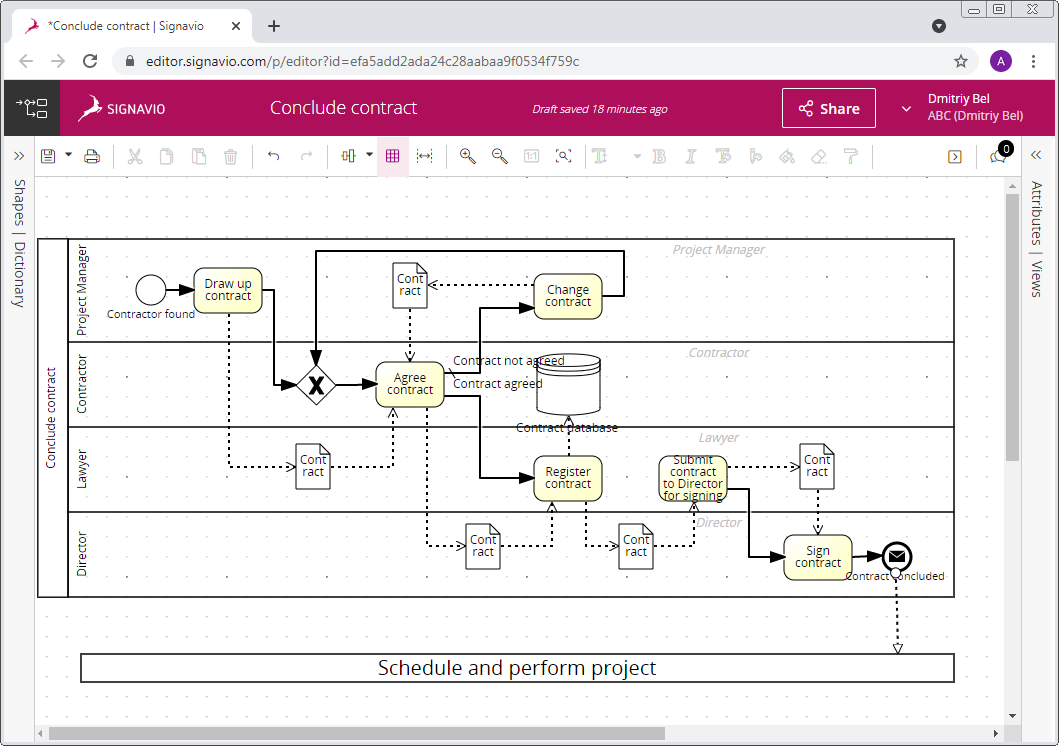 *Conclude contract | Signavio
editor.signavio.com/p/editor?id=efa5add2ada24c28aabaa9f0534f759c
A
SIGNAVIO
Conclude contract
Draft saved 18 minutes ago
Share
Dmitriy Bel
ABC (Dmitriy Bel)
1:1
0
Shapes | Dictionary
Attributes | Views
Conclude contract
Project Manager
Project Manager
Contractor found
Draw up
contract
Cont
ract
Change
contract
Contractor
Contractor
X
Agree
contract
Contract not agreed
Contract agreed
Contract database
Lawyer
Lawyer
Cont
ract
Register
contract
Submit
contract
to Director
for signing
Cont
ract
Director
Director
Cont
ract
Cont
ract
Sign
contract
Contract concluded
Schedule and perform project